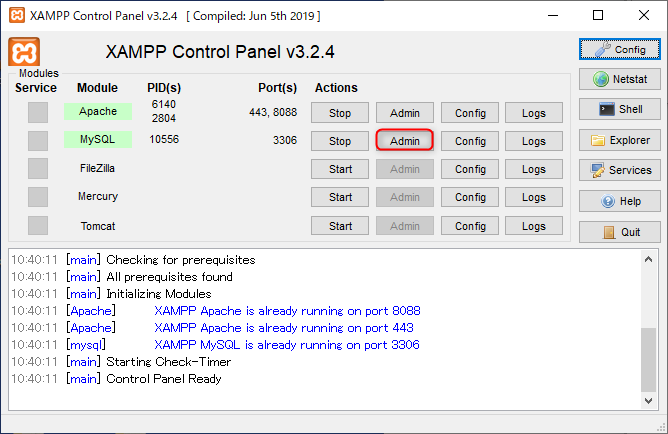 XAMPP Control Panel v3.2.4 [ Compiled: Jun 5th 2019 ]
XAMPP Control Panel v3.2.4
Config
Modules
Service Module PID(s) Port(s) Actions
Netstat
Apache 6140 2804 443, 8088 Stop Admin Config Logs
Shell
MySQL 10556 3306 Stop Admin Config Logs
Explorer
FileZilla Start Admin Config Logs
Services
Mercury Start Admin Config Logs
Help
Tomcat Start Admin Config Logs
Quit
10:40:11 [main] Checking for prerequisites
10:40:11 [main] All prerequisites found
10:40:11 [main] Initializing Modules
10:40:11 [Apache] XAMPP Apache is already running on port 8088
10:40:11 [Apache] XAMPP Apache is already running on port 443
10:40:11 [mysql] XAMPP MySQL is already running on port 3306
10:40:11 [main] Starting Check-Timer
10:40:11 [main] Control Panel Ready